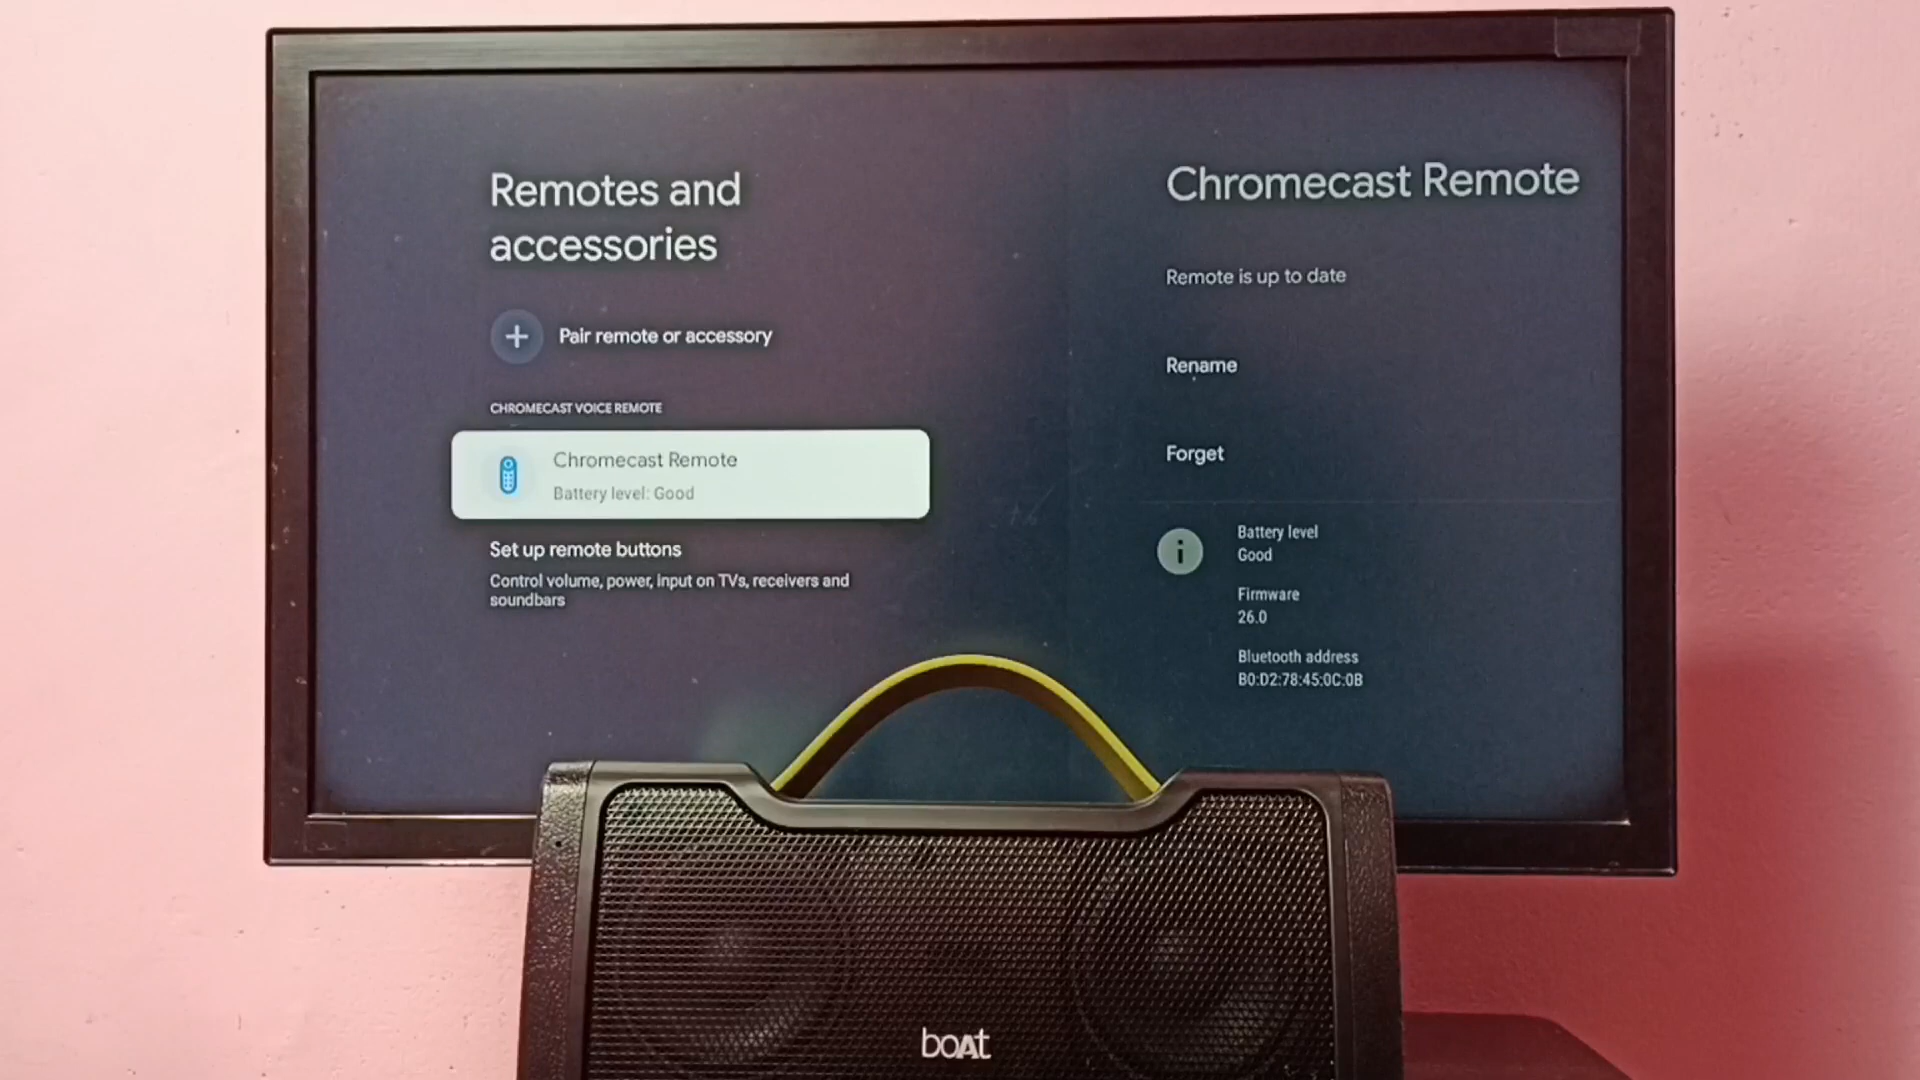 Remotes and
accessories
Pair remote or accessory
CHROMECAST VOICE REMOTE
Chromecast Remote
Battery level: Good
Set up remote buttons
Control volume, power, input on TVs, receivers and
soundbars
Chromecast Remote
Remote is up to date
Rename
Forget
Battery level
Good
Firmware
26.0
Bluetooth address
B0:D2:78:45:0C:0B
boAt